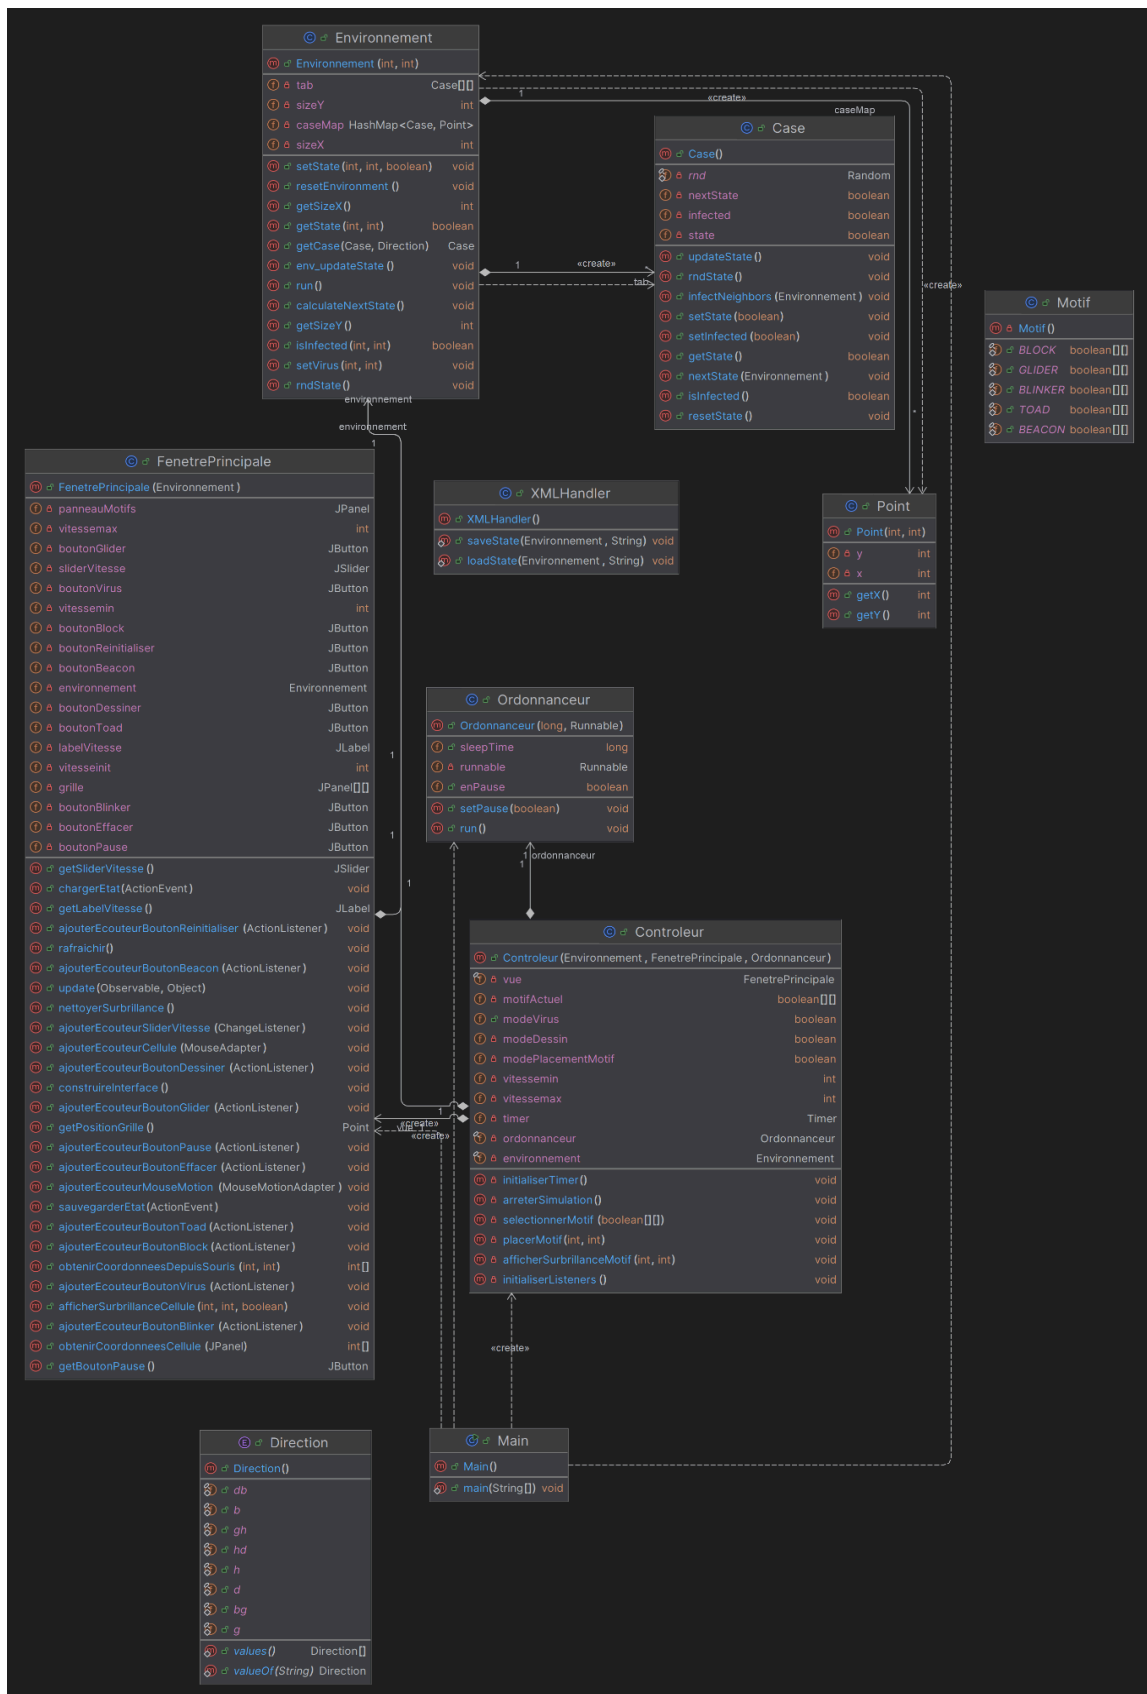 Environnement
Environnement (int, int)
tab Case[][]
sizeY int
caseMap HashMap<Case, Point>
sizeX int
setState(int, int, boolean) void
resetEnvironment () void
getSizeX() int
getState(int, int) boolean
getCase(Case, Direction) Case
env_updateState () void
run() void
calculateNextState() void
getSizeY() int
isInfected(int, int) boolean
setVirus(int, int) void
rndState() void
1
«create»
caseMap
Case
Case()
rnd Random
nextState boolean
infected boolean
state boolean
updateState() void
rndState() void
infectNeighbors (Environnement) void
setState(boolean) void
setInfected (boolean) void
getState() boolean
nextState(Environnement) void
isInfected() boolean
resetState() void
1
«create»
*
tab
«create»
*
Motif
Motif()
BLOCK boolean[][]
GLIDER boolean[][]
BLINKER boolean[][]
TOAD boolean[][]
BEACON boolean[][]
environnement
environnement
1
FenetrePrincipale
FenetrePrincipale (Environnement)
panneauMotifs JPanel
vitessemax int
boutonGlider JButton
sliderVitesse JSlider
boutonVirus JButton
vitessemin int
boutonBlock JButton
boutonReinitialiser JButton
boutonBeacon JButton
environnement Environnement
boutonDessiner JButton
boutonToad JButton
labelVitesse JLabel
vitesseinit int
grille JPanel[][]
boutonBlinker JButton
boutonEffacer JButton
boutonPause JButton
getSliderVitesse () JSlider
chargerEtat(ActionEvent) void
getLabelVitesse() JLabel
ajouterEcouteurBoutonReinitialiser (ActionListener) void
rafraichir() void
ajouterEcouteurBoutonBeacon (ActionListener) void
update(Observable, Object) void
nettoyerSurbrillance () void
ajouterEcouteurSliderVitesse (ChangeListener) void
ajouterEcouteurCellule (MouseAdapter) void
ajouterEcouteurBoutonDessiner (ActionListener) void
construireInterface () void
ajouterEcouteurBoutonGlider (ActionListener) void
getPositionGrille () Point
ajouterEcouteurBoutonPause (ActionListener) void
ajouterEcouteurBoutonEffacer (ActionListener) void
ajouterEcouteurMouseMotion (MouseMotionAdapter) void
sauvegarderEtat(ActionEvent) void
ajouterEcouteurBoutonToad (ActionListener) void
ajouterEcouteurBoutonBlock (ActionListener) void
obtenirCoordonneesDepuisSouris (int, int) int[]
ajouterEcouteurBoutonVirus (ActionListener) void
afficherSurbrillanceCellule (int, int, boolean) void
ajouterEcouteurBoutonBlinker (ActionListener) void
obtenirCoordonneesCellule (JPanel) int[]
getBoutonPause () JButton
XMLHandler
XMLHandler()
saveState(Environnement, String) void
loadState(Environnement, String) void
Point
Point(int, int)
y int
x int
getX() int
getY() int
Ordonnanceur
Ordonnanceur (long, Runnable)
sleepTime long
runnable Runnable
enPause boolean
setPause(boolean) void
run() void
1
1
1
1 ordonnanceur
1
Controleur
Controleur(Environnement, FenetrePrincipale, Ordonnanceur)
vue FenetrePrincipale
motifActuel boolean[][]
modeVirus boolean
modeDessin boolean
modePlacementMotif boolean
vitessemin int
vitessemax int
timer Timer
ordonnanceur Ordonnanceur
environnement Environnement
initialiserTimer() void
arreterSimulation() void
selectionnerMotif (boolean[][]) void
placerMotif(int, int) void
afficherSurbrillanceMotif (int, int) void
initialiserListeners () void
1
«create»
vue 1
«create»
«create»
Main
Main()
main(String[]) void
Direction
Direction()
db
b
gh
hd
h
d
bg
g
values() Direction[]
valueOf(String) Direction